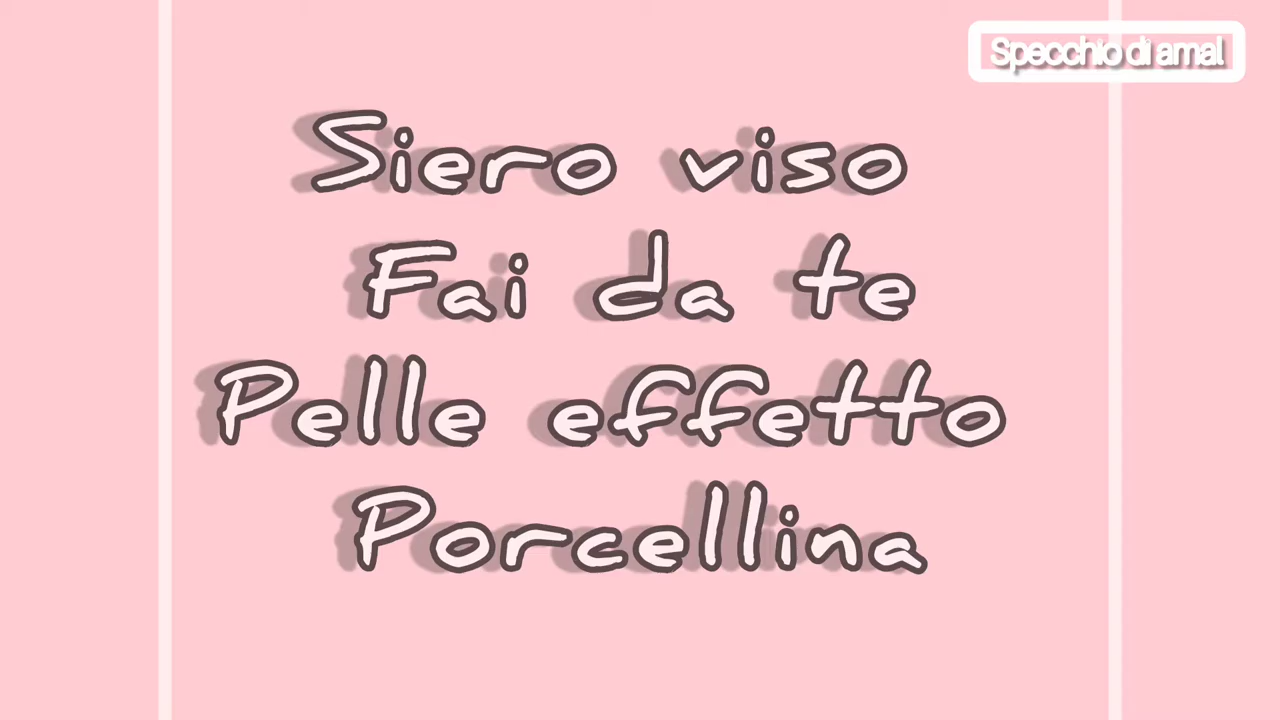 Specchio di amal
Siero viso
Fai da te
Pelle effetto
Porcellina